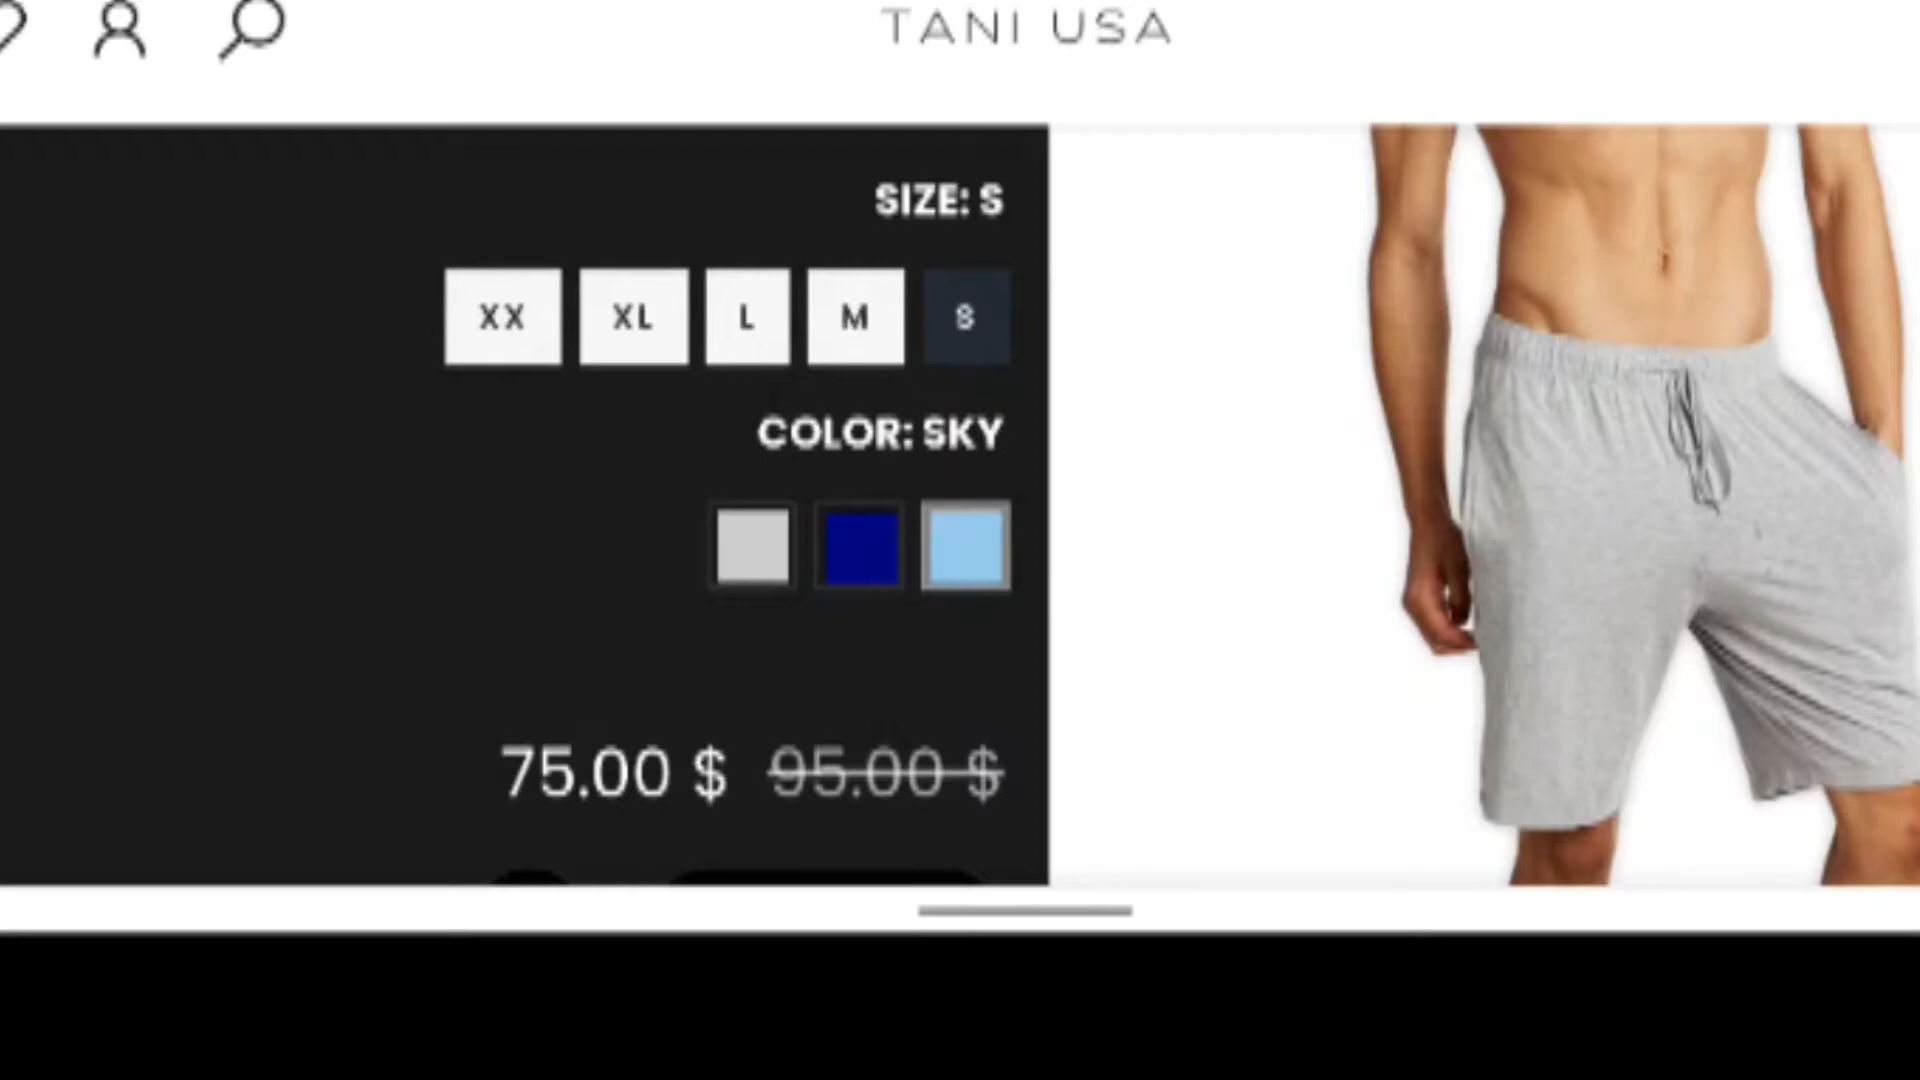 TANI USA
SIZE: S
XX XL L M S
COLOR: SKY
75.00 $ 95.00 $